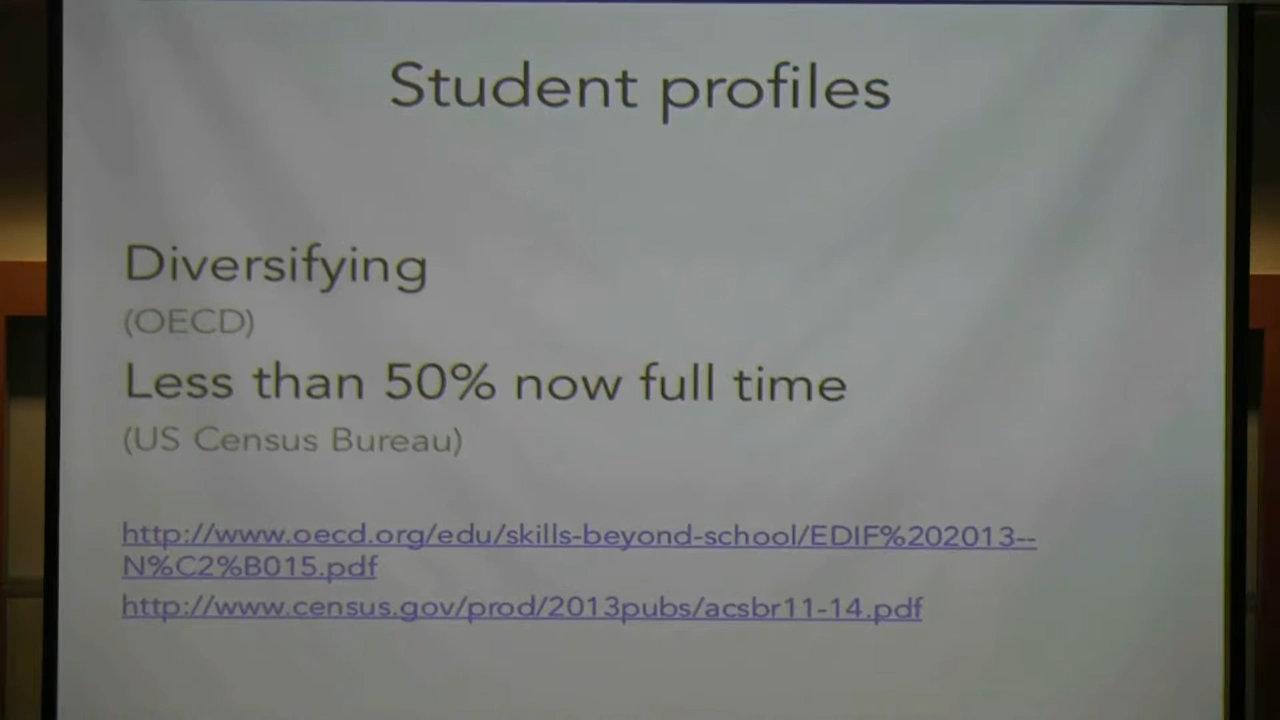 Student profiles
Diversifying
(OECD)
Less than 50% now full time
(US Census Bureau)
http://www.oecd.org/edu/skills-beyond-school/EDIF%202013--
N%C2%B015.pdf
http://www.census.gov/prod/2013pubs/acsbr11-14.pdf